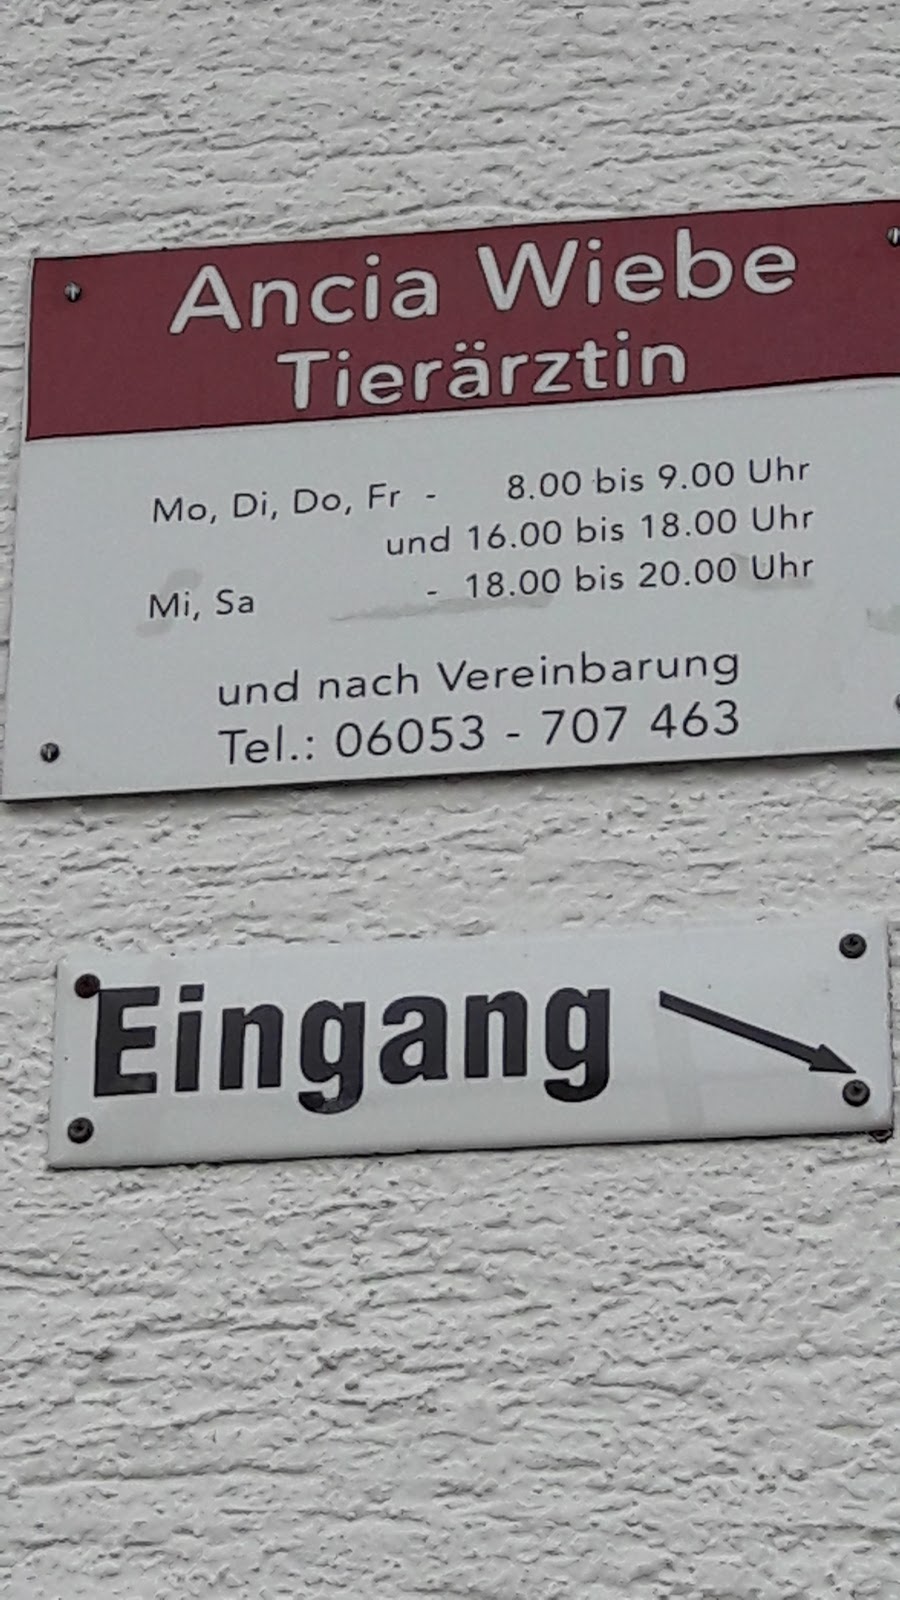 Ancia Wiebe
Tierärztin
Mo, Di, Do, Fr - 8.00 bis 9.00 Uhr
und 16.00 bis 18.00 Uhr
Mi, Sa - 18.00 bis 20.00 Uhr
und nach Vereinbarung
Tel.: 06053 - 707 463
Eingang